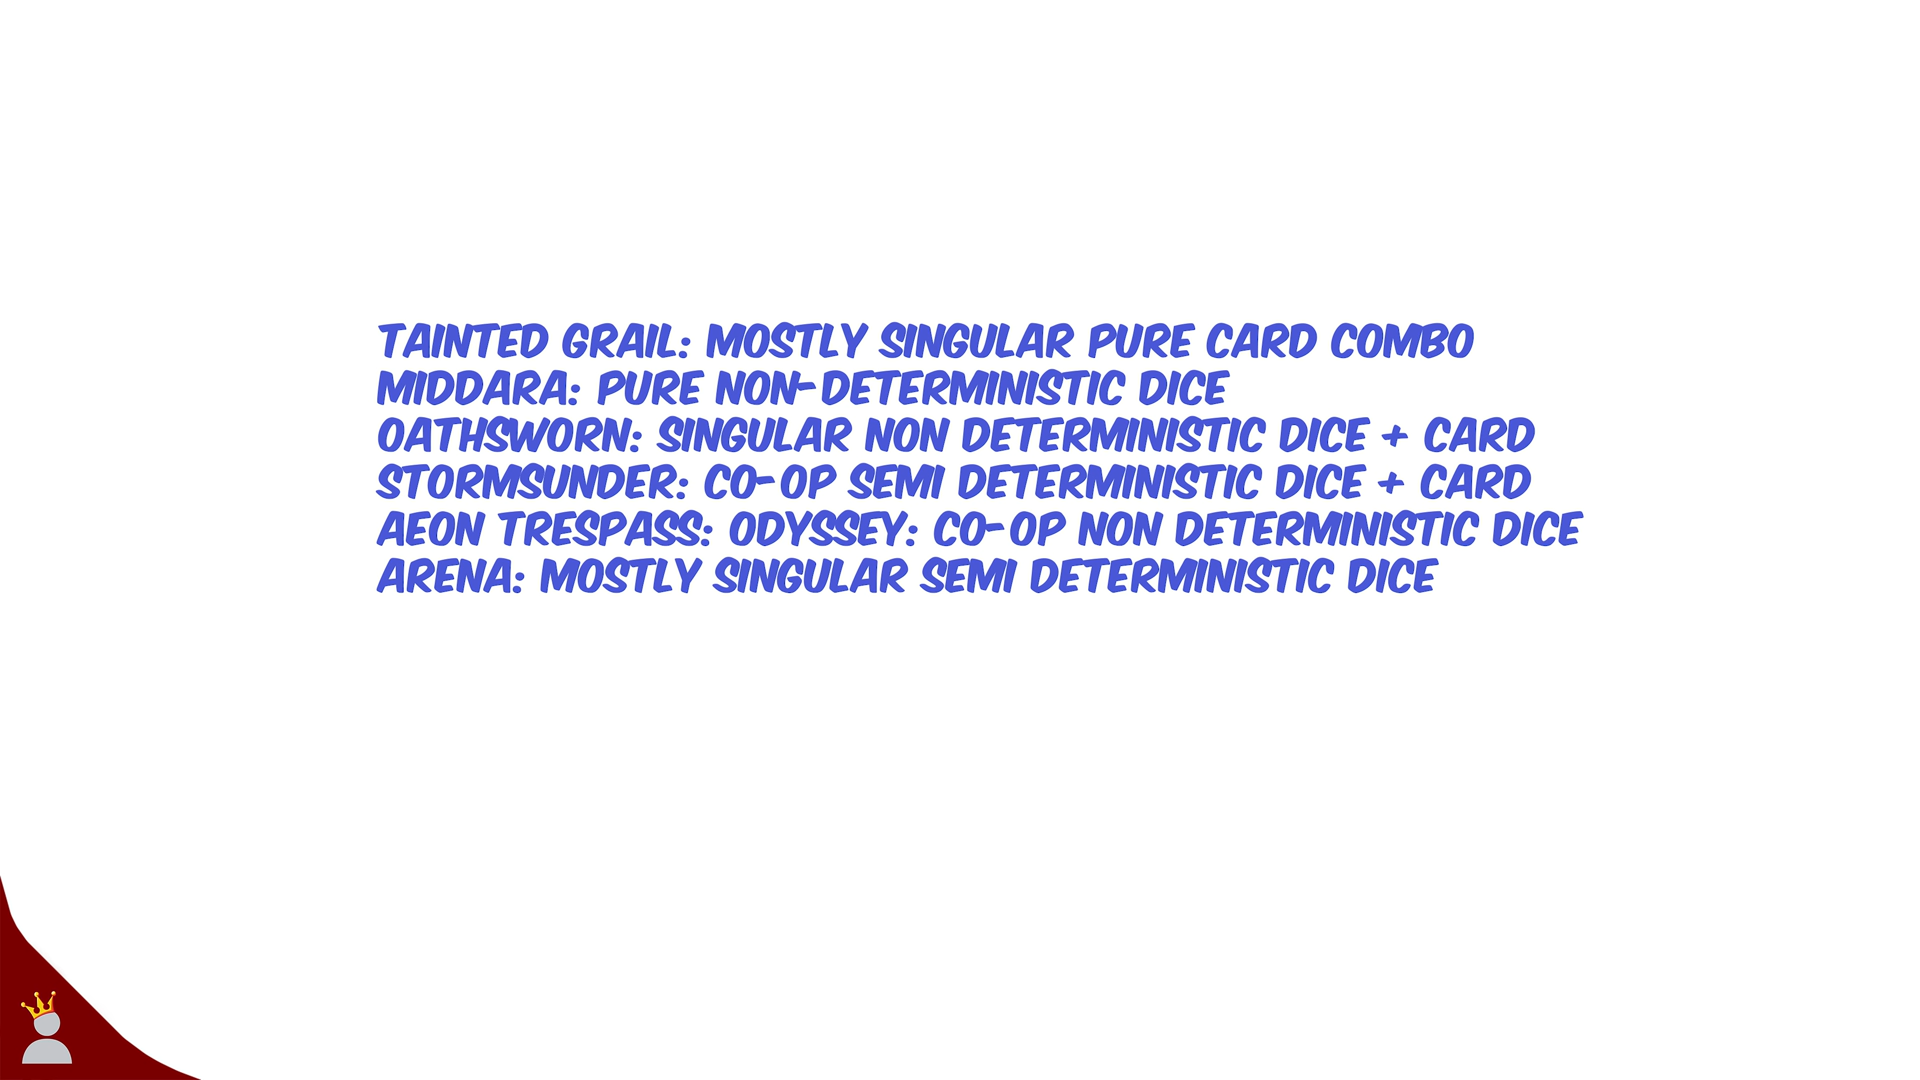 TAINTED GRAIL: MOSTLY SINGULAR PURE CARD COMBO
MIDDARA: PURE NON-DETERMINISTIC DICE
OATHSWORN: SINGULAR NON DETERMINISTIC DICE + CARD
STORMSUNDER: CO-OP SEMI DETERMINISTIC DICE + CARD
AEON TRESPASS: ODYSSEY: CO-OP NON DETERMINISTIC DICE
ARENA: MOSTLY SINGULAR SEMI DETERMINISTIC DICE